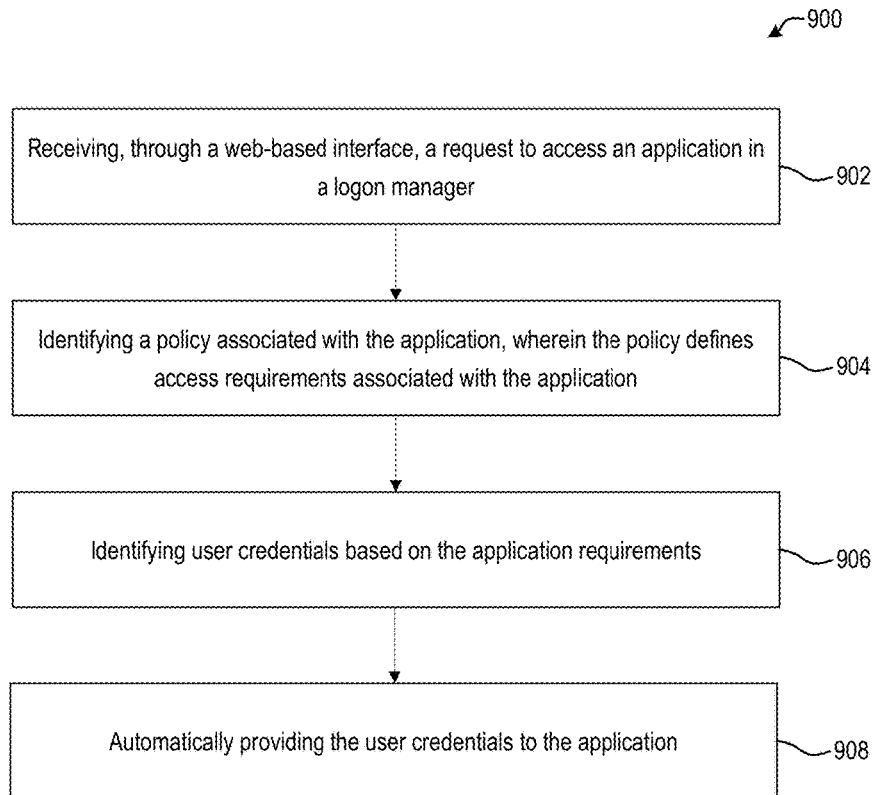 900
Receiving, through a web-based interface, a request to access an application in
a logon manager
902
Identifying a policy associated with the application, wherein the policy defines
access requirements associated with the application
904
Identifying user credentials based on the application requirements
906
Automatically providing the user credentials to the application
908